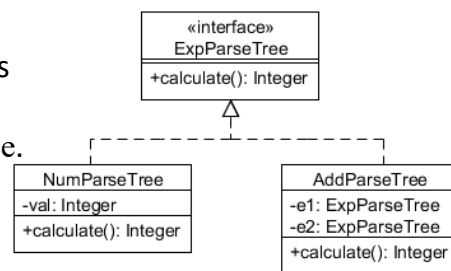 «interface»
ExpParseTree
s
+calculate(): Integer
e.
NumParseTree
-val: Integer
+calculate(): Integer
AddParseTree
-e1: ExpParseTree
-e2: ExpParseTree
+calculate(): Integer